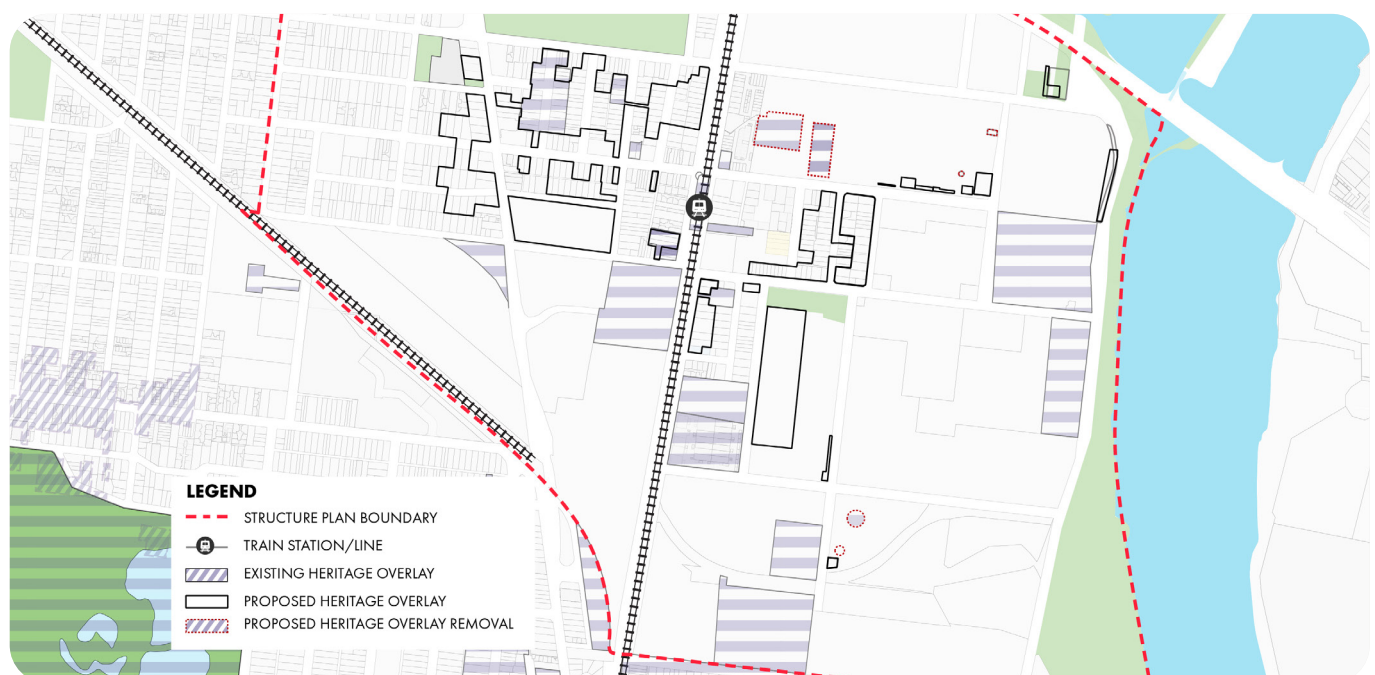 LEGEND
STRUCTURE PLAN BOUNDARY
TRAIN STATION/LINE
EXISTING HERITAGE OVERLAY
PROPOSED HERITAGE OVERLAY
PROPOSED HERITAGE OVERLAY REMOVAL